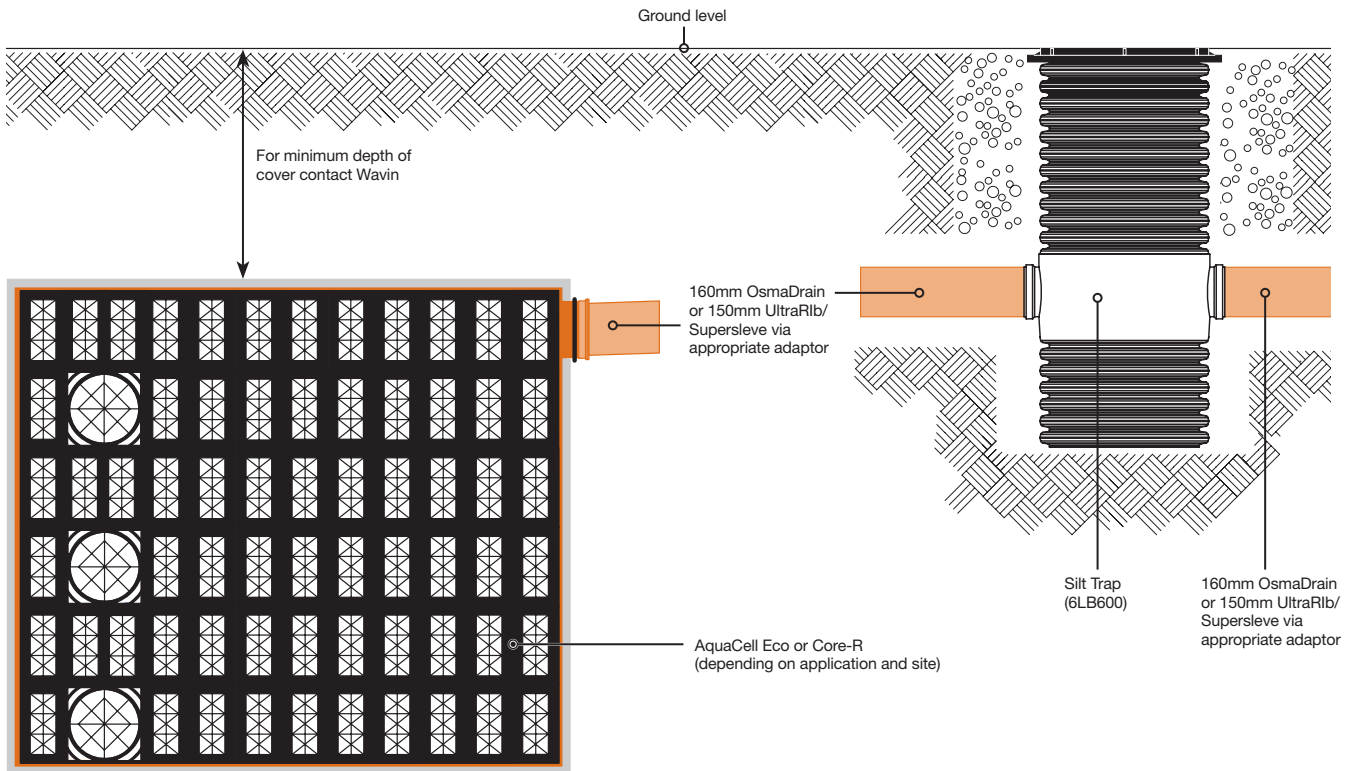 Ground level
For minimum depth of
cover contact Wavin
160mm OsmaDrain
or 150mm UltraRIb/
Supersleve via
appropriate adaptor
Silt Trap
(6LB600)
160mm OsmaDrain
or 150mm UltraRIb/
Supersleve via
appropriate adaptor
AquaCell Eco or Core-R
(depending on application and site)